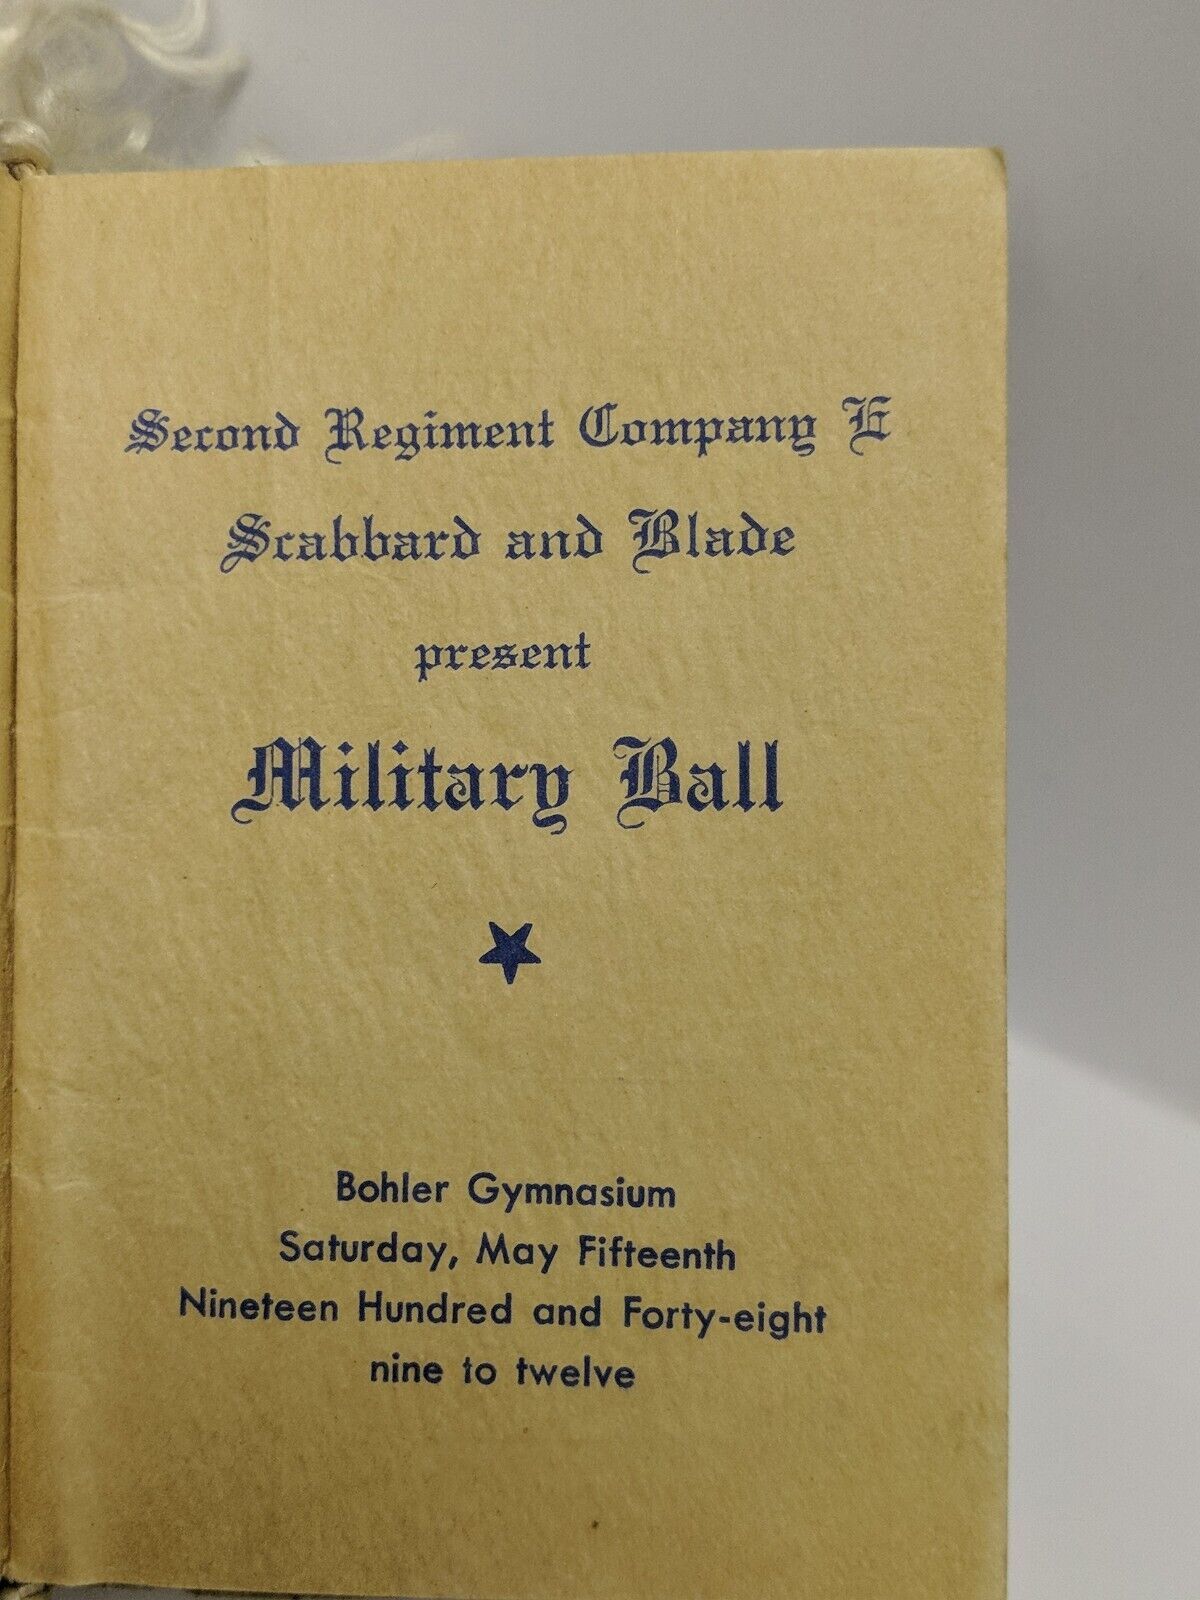 Second Regiment Company E
Scabbard and Blade
present
Military Ball
Bohler Gymnasium
Saturday, May Fifteenth
Nineteen Hundred and Forty-eight
nine to twelve